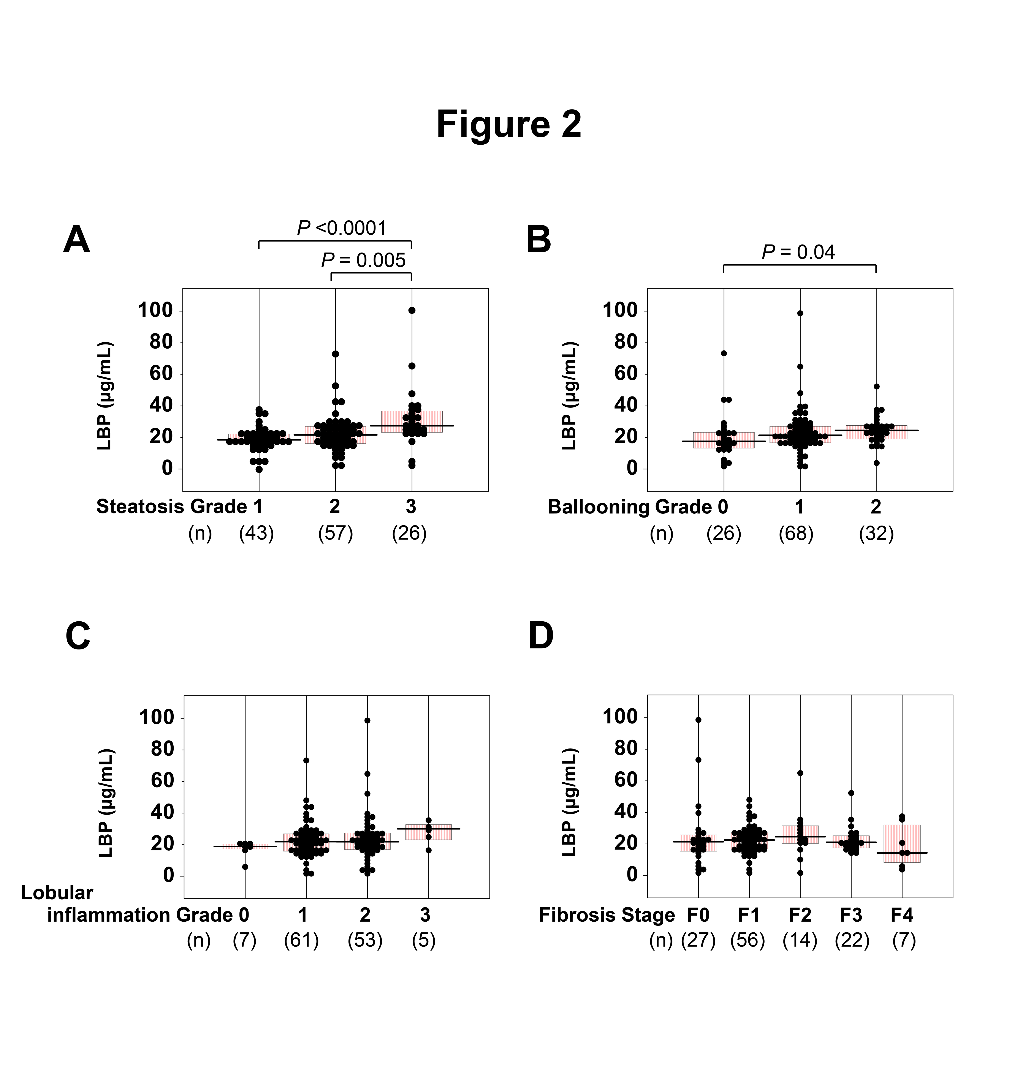 Figure 2
A
P <0.0001
P = 0.005
100
80
60
40
20
0
LBP (μg/mL)
Steatosis Grade 1 2 3
(n) (43) (57) (26)
B
P = 0.04
100
80
60
40
20
0
LBP (μg/mL)
Ballooning Grade 0 1 2
(n) (26) (68) (32)
C
100
80
60
40
20
0
LBP (μg/mL)
Lobular
inflammation Grade 0 1 2 3
(n) (7) (61) (53) (5)
D
100
80
60
40
20
0
LBP (μg/mL)
Fibrosis Stage F0 F1 F2 F3 F4
(n) (27) (56) (14) (22) (7)